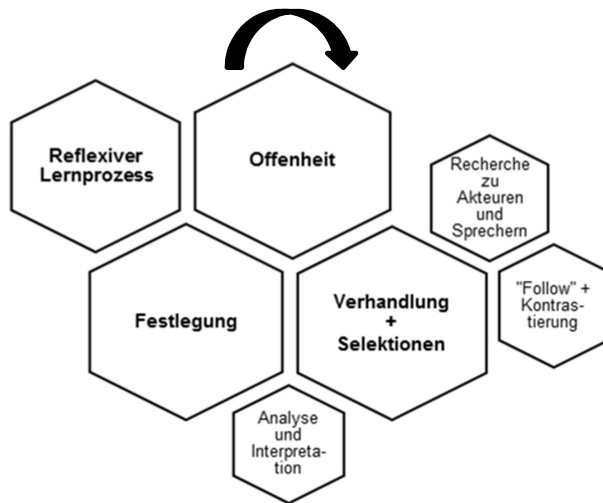 Reflexiver
Lernprozess
Offenheit
Recherche
zu
Akteuren
und
Sprechern
Festlegung
Verhandlung
+
Selektionen
"Follow" +
Kontras-
tierung
Analyse
und
Interpreta-
tion